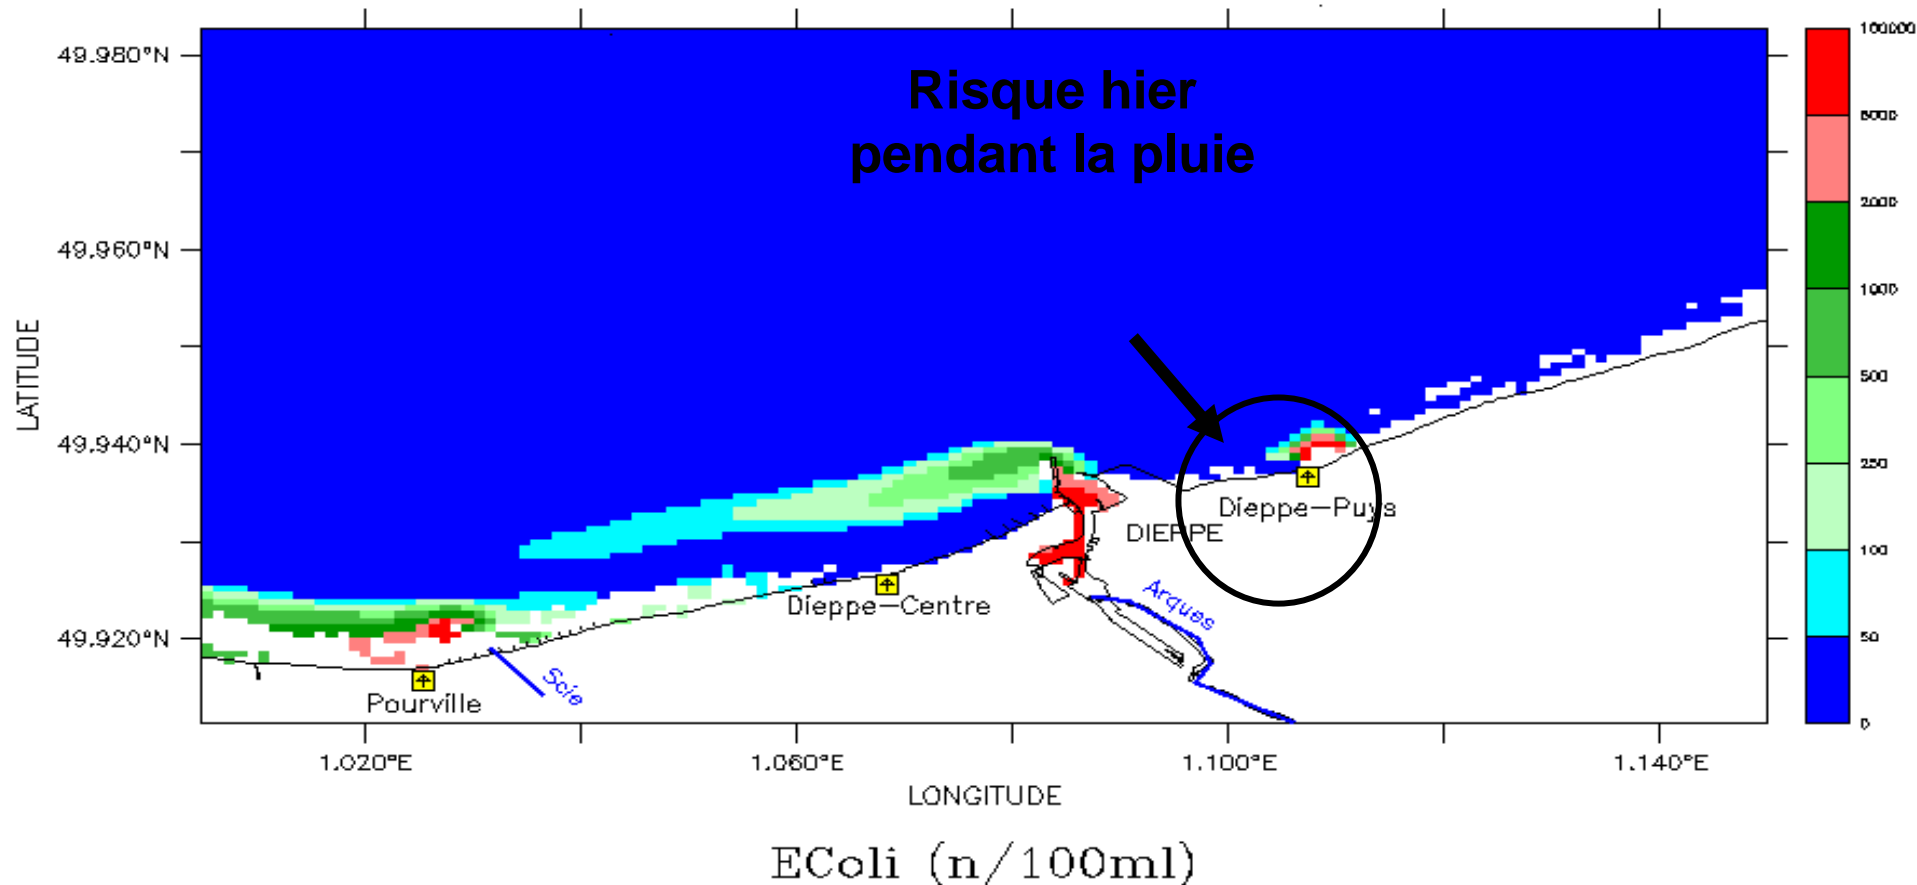 Risque hier
pendant la pluie
49.980°N
49.960°N
49.940°N
49.920°N
LATITUDE
1.020°E
1.060°E
1.100°E
1.140°E
LONGITUDE
Pourville
Scie
Dieppe-Centre
DIEPPE
Arques
Dieppe-Puys
100000
5000
2000
1000
500
250
100
50
0
EColi (n/100ml)